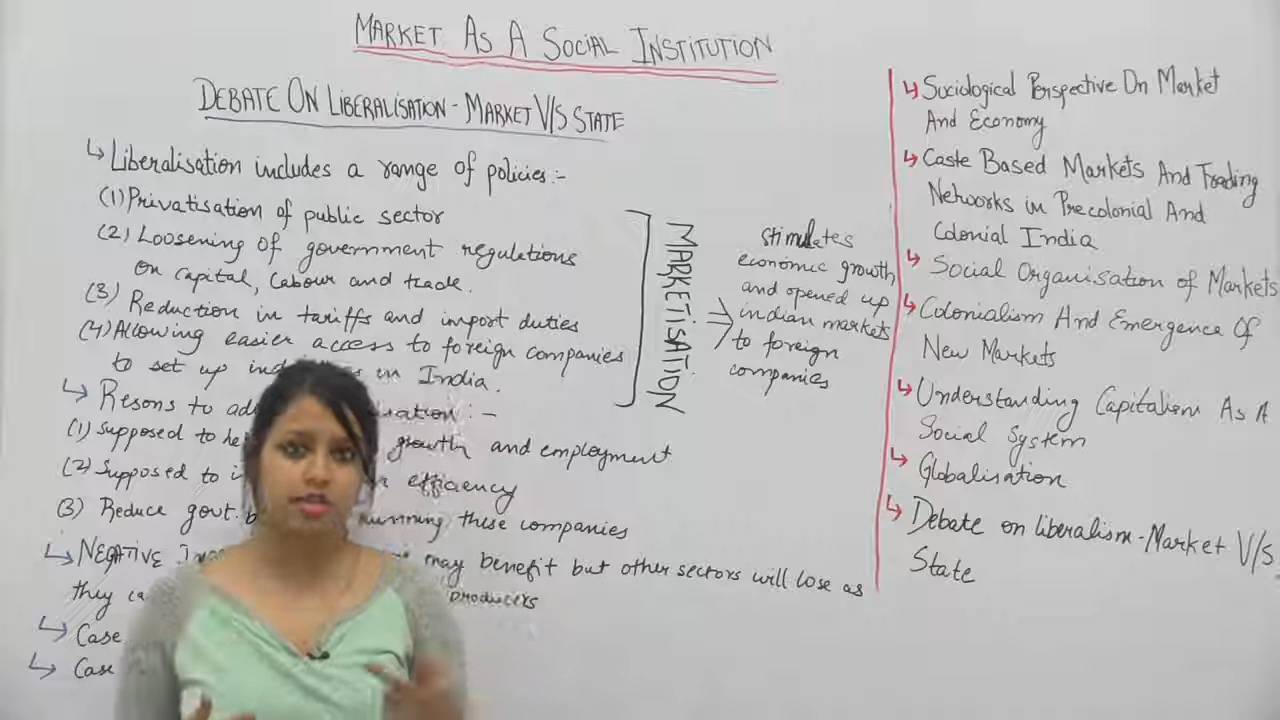 MARKET AS A SOCIAL INSTITUTION
DEBATE ON LIBERALISATION - MARKET V/S STATE
↳ Liberalisation includes a range of policies:-
(1) Privatisation of public sector
(2) Loosening of government regulations
on capital, labour and trade.
(3) Reduction in tariffs and import duties
(4) Allowing easier access to foreign companies
to set up in India.
MARKETISATION
⇒
stimulates
economic growth
and opened up
indian markets
to foreign
companies
↳ Resons to :-
(1) Supposed to growth and employment
(2) Supposed to efficiency
(3) Reduce govt. running these companies
↳ NEGATIVE may benefit but other sectors will lose as
they producers
↳ Case
↳ Case
↳ Sociological Perspective On Market
And Economy
↳ Caste Based Markets And Trading
Networks in Precolonial And
Colonial India
↳ Social Organisation of Markets
↳ Colonialism And Emergence Of
New Markets
↳ Understanding Capitalism As A
Social System
↳ Globalisation
↳ Debate on liberalism - Market V/s
State